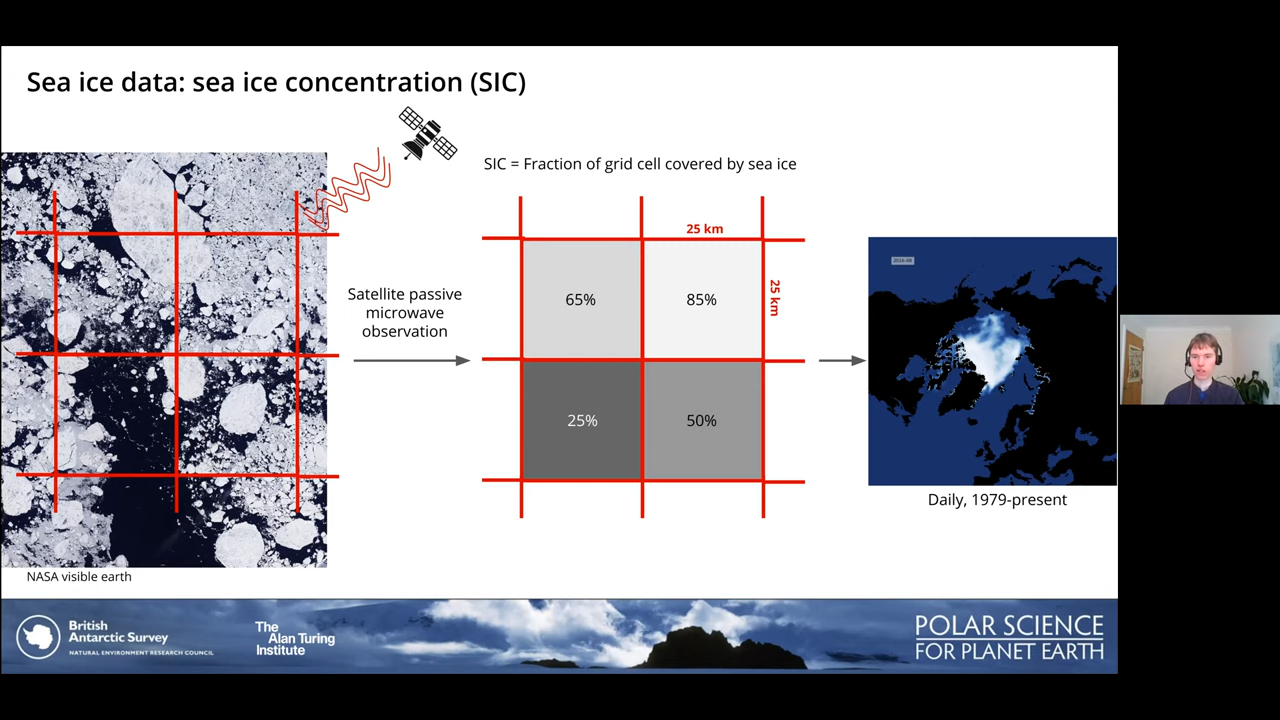 Sea ice data: sea ice concentration (SIC)
SIC = Fraction of grid cell covered by sea ice
25 km
25 km
Satellite passive
microwave
observation
65%
85%
25%
50%
Daily, 1979-present
NASA visible earth
British
Antarctic Survey
NATURAL ENVIRONMENT RESEARCH COUNCIL
The
Alan Turing
Institute
POLAR SCIENCE
FOR PLANET EARTH